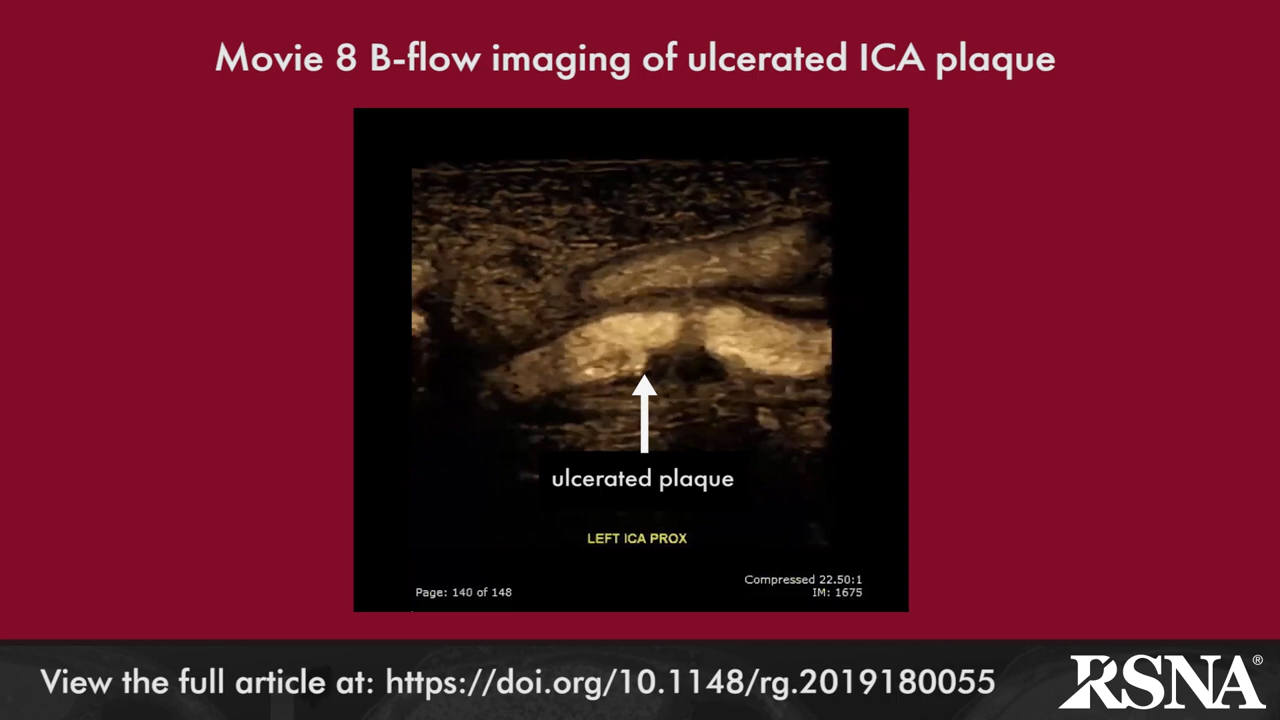 Movie 8 B-flow imaging of ulcerated ICA plaque
ulcerated plaque
LEFT ICA PROX
Compressed 22.50:1
Page: 140 of 148
IM: 1675
View the full article at: https://doi.org/10.1148/rg.2019180055
RSNA®